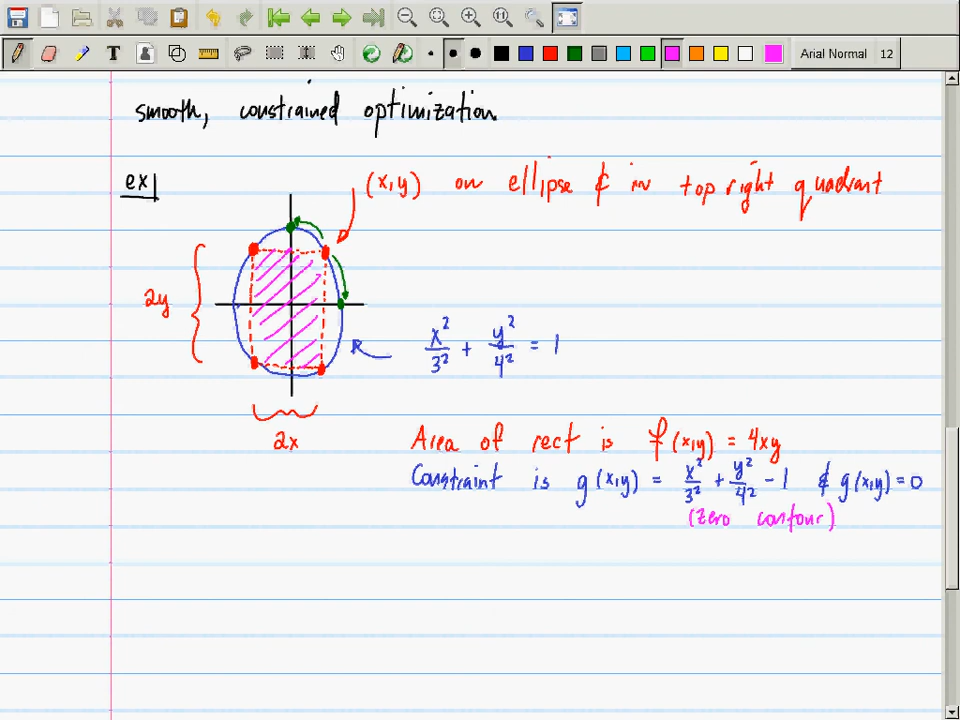 Arial Normal 12
smooth, constrained optimization
ex
(x,y) on ellipse & in top right quadrant
2y
x²/3² + y²/4² = 1
2x
Area of rect is f(x,y) = 4xy
Constraint is g(x,y) = x²/3² + y²/4² - 1 & g(x,y) = 0
(zero contour)